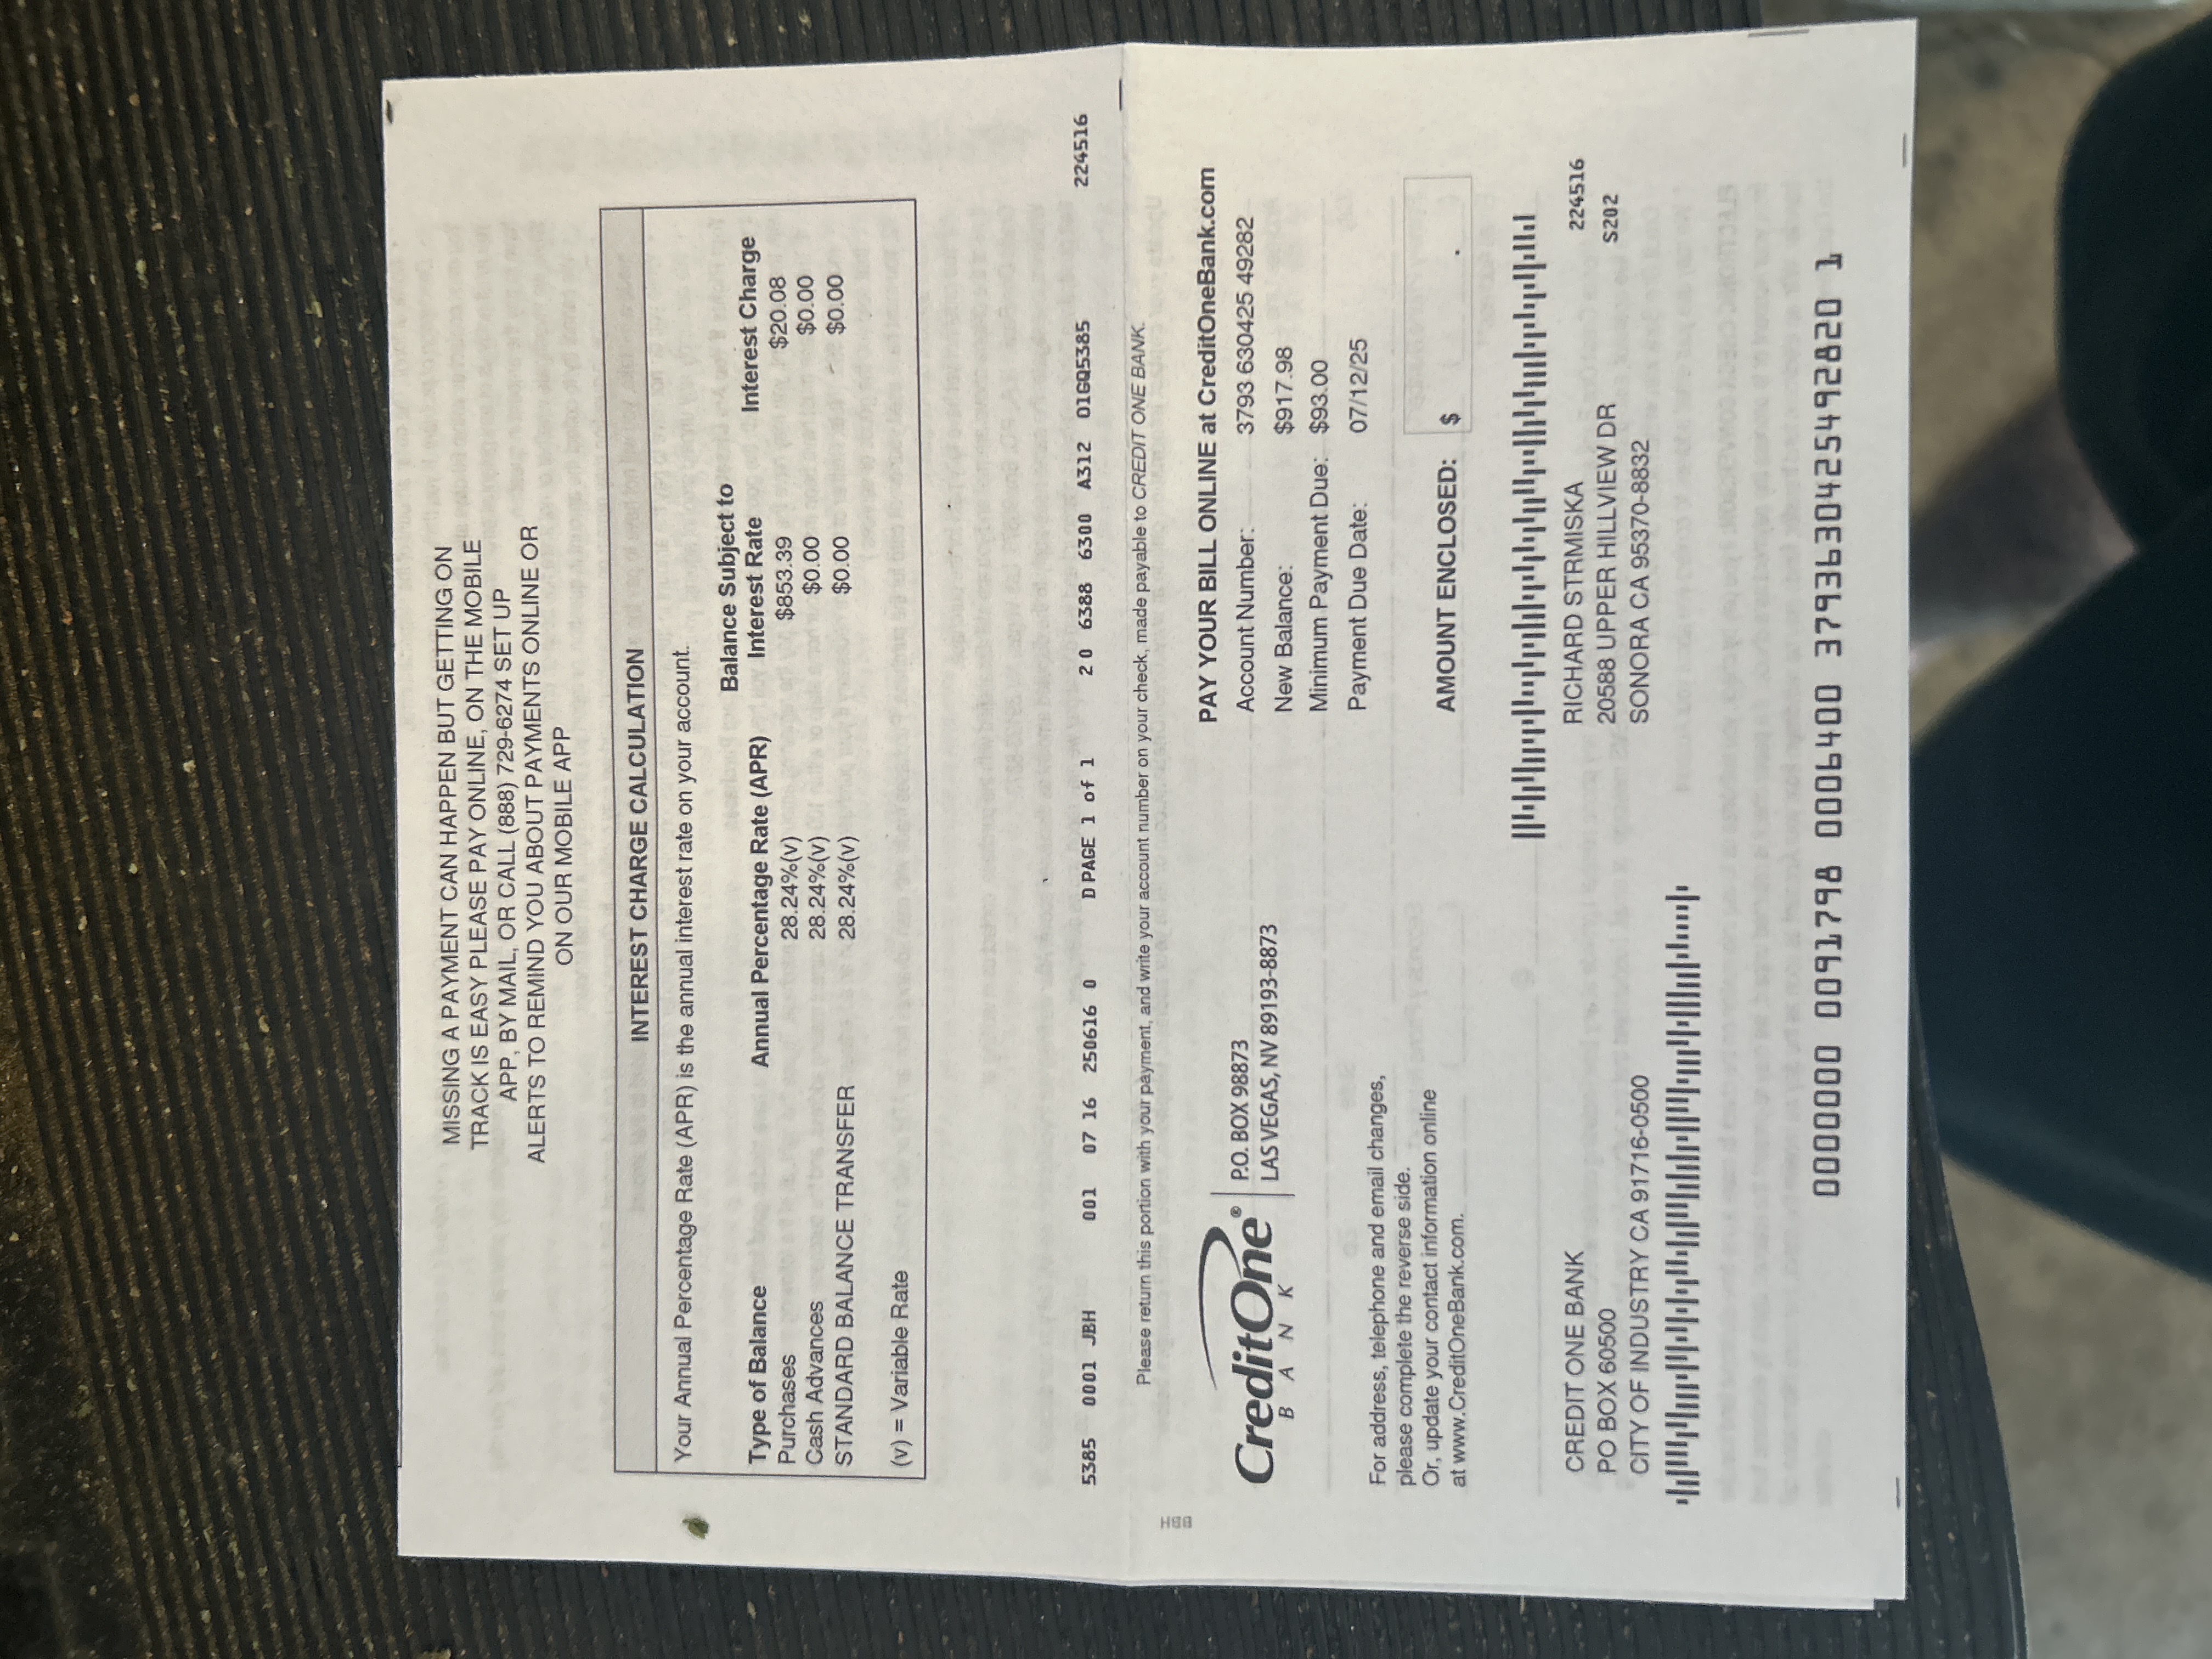 MISSING A PAYMENT CAN HAPPEN BUT GETTING ON
TRACK IS EASY PLEASE PAY ONLINE, ON THE MOBILE
APP, BY MAIL, OR CALL (888) 729-6274 SET UP
ALERTS TO REMIND YOU ABOUT PAYMENTS ONLINE OR
ON OUR MOBILE APP
INTEREST CHARGE CALCULATION
Your Annual Percentage Rate (APR) is the annual interest rate on your account.
Type of Balance Annual Percentage Rate (APR) Balance Subject to Interest Rate Interest Charge
Purchases 28.24%(v) $853.39 $20.08
Cash Advances 28.24%(v) $0.00 $0.00
STANDARD BALANCE TRANSFER 28.24%(v) $0.00 $0.00
(v) = Variable Rate
5385 0001 JBH 001 07 16 250616 0 D PAGE 1 of 1 2 0 6388 6300 A312 O1GQ5385 224516
Please return this portion with your payment, and write your account number on your check, made payable to CREDIT ONE BANK.
BBH
CreditOne®
BANK
P.O. BOX 98873
LAS VEGAS, NV 89193-8873
PAY YOUR BILL ONLINE at CreditOneBank.com
Account Number: 3793 630425 49282
New Balance: $917.98
Minimum Payment Due: $93.00
Payment Due Date: 07/12/25
For address, telephone and email changes,
please complete the reverse side.
Or, update your contact information online
at www.CreditOneBank.com.
AMOUNT ENCLOSED: $ .
CREDIT ONE BANK
PO BOX 60500
CITY OF INDUSTRY CA 91716-0500
RICHARD STRMISKA 224516
20588 UPPER HILLVIEW DR S202
SONORA CA 95370-8832
0000000 0091798 0006400 3793630425492820 1